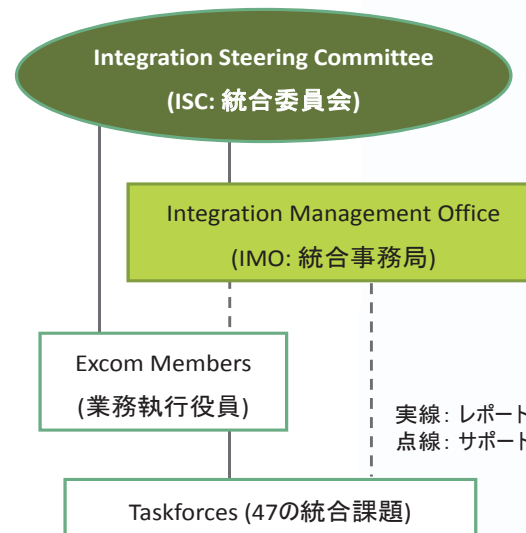 Integration Steering Committee
(ISC: 統合委員会)
Integration Management Office
(IMO: 統合事務局)
Excom Members
(業務執行役員)
実線： レポート
点線： サポート
Taskforces (47の統合課題)